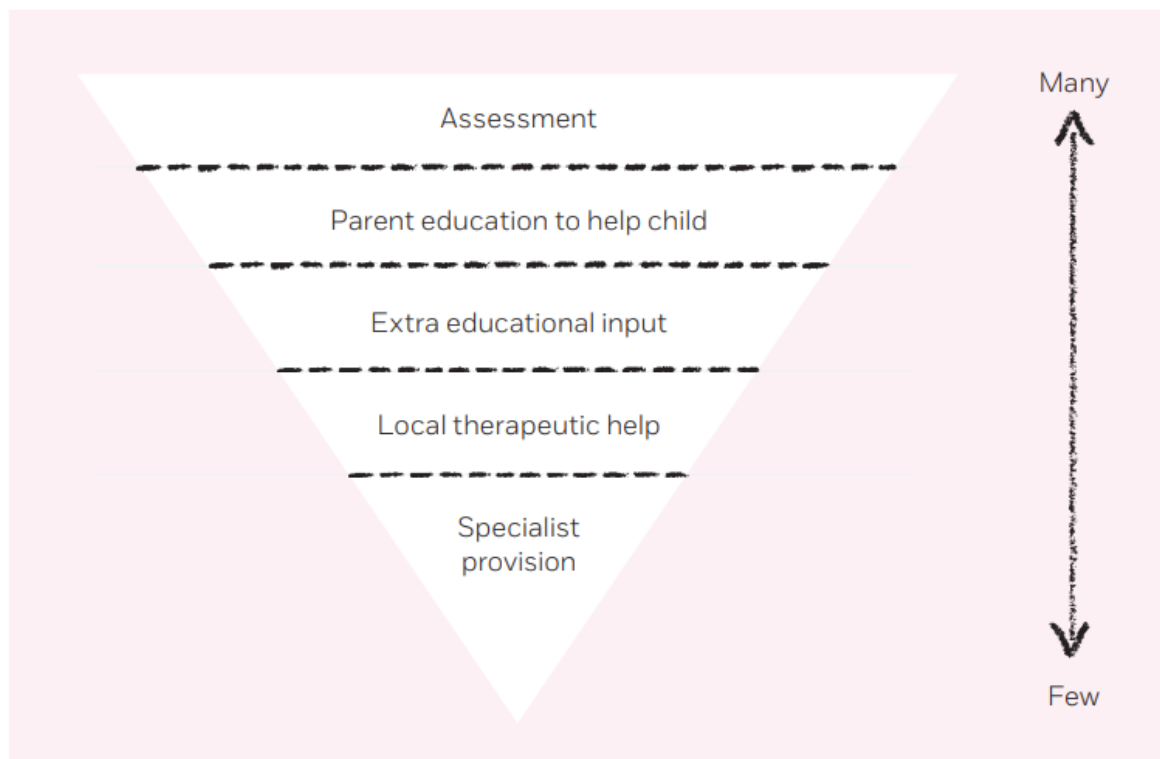 Many
Assessment
Parent education to help child
Extra educational input
Local therapeutic help
Specialist
provision
Few